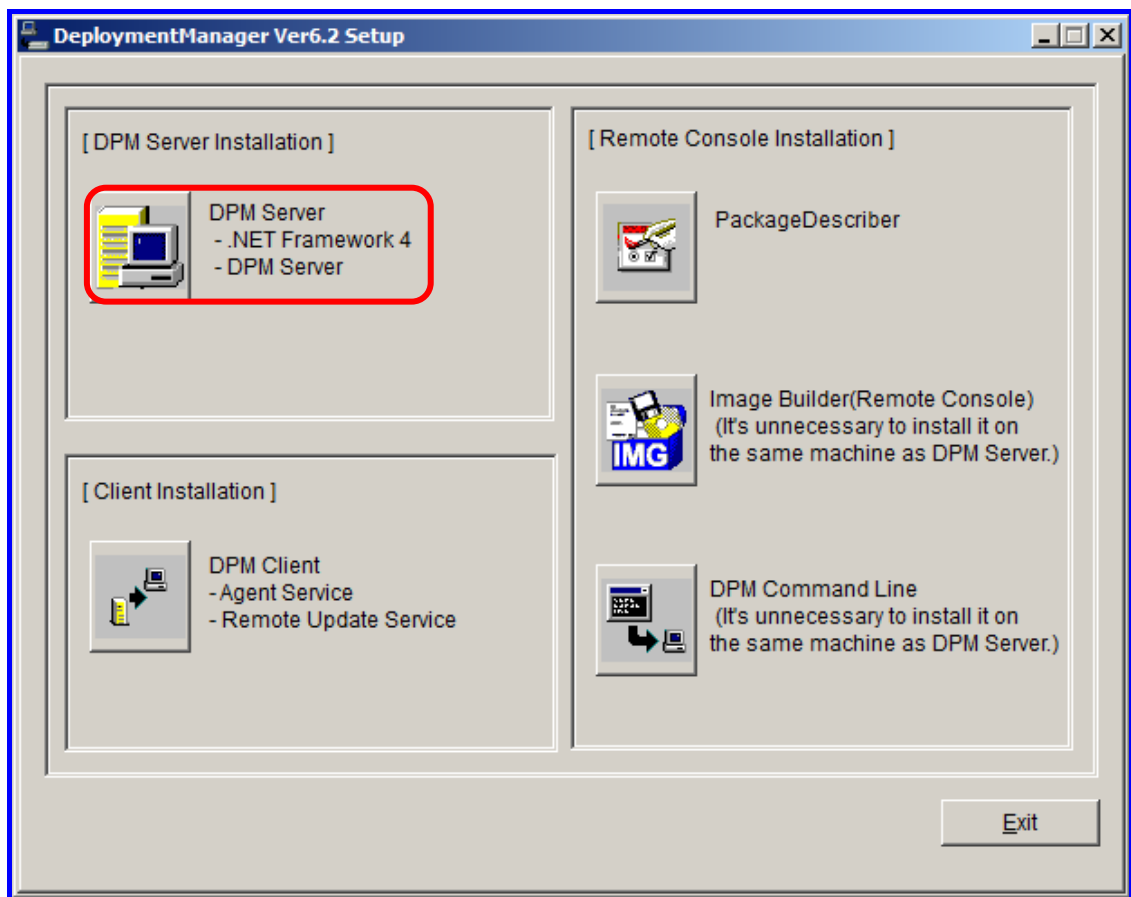 DeploymentManager Ver6.2 Setup
[ DPM Server Installation ]
DPM Server
- .NET Framework 4
- DPM Server
[ Client Installation ]
DPM Client
- Agent Service
- Remote Update Service
[ Remote Console Installation ]
PackageDescriber
IMG
Image Builder(Remote Console)
(It's unnecessary to install it on
the same machine as DPM Server.)
DPM Command Line
(It's unnecessary to install it on
the same machine as DPM Server.)
Exit